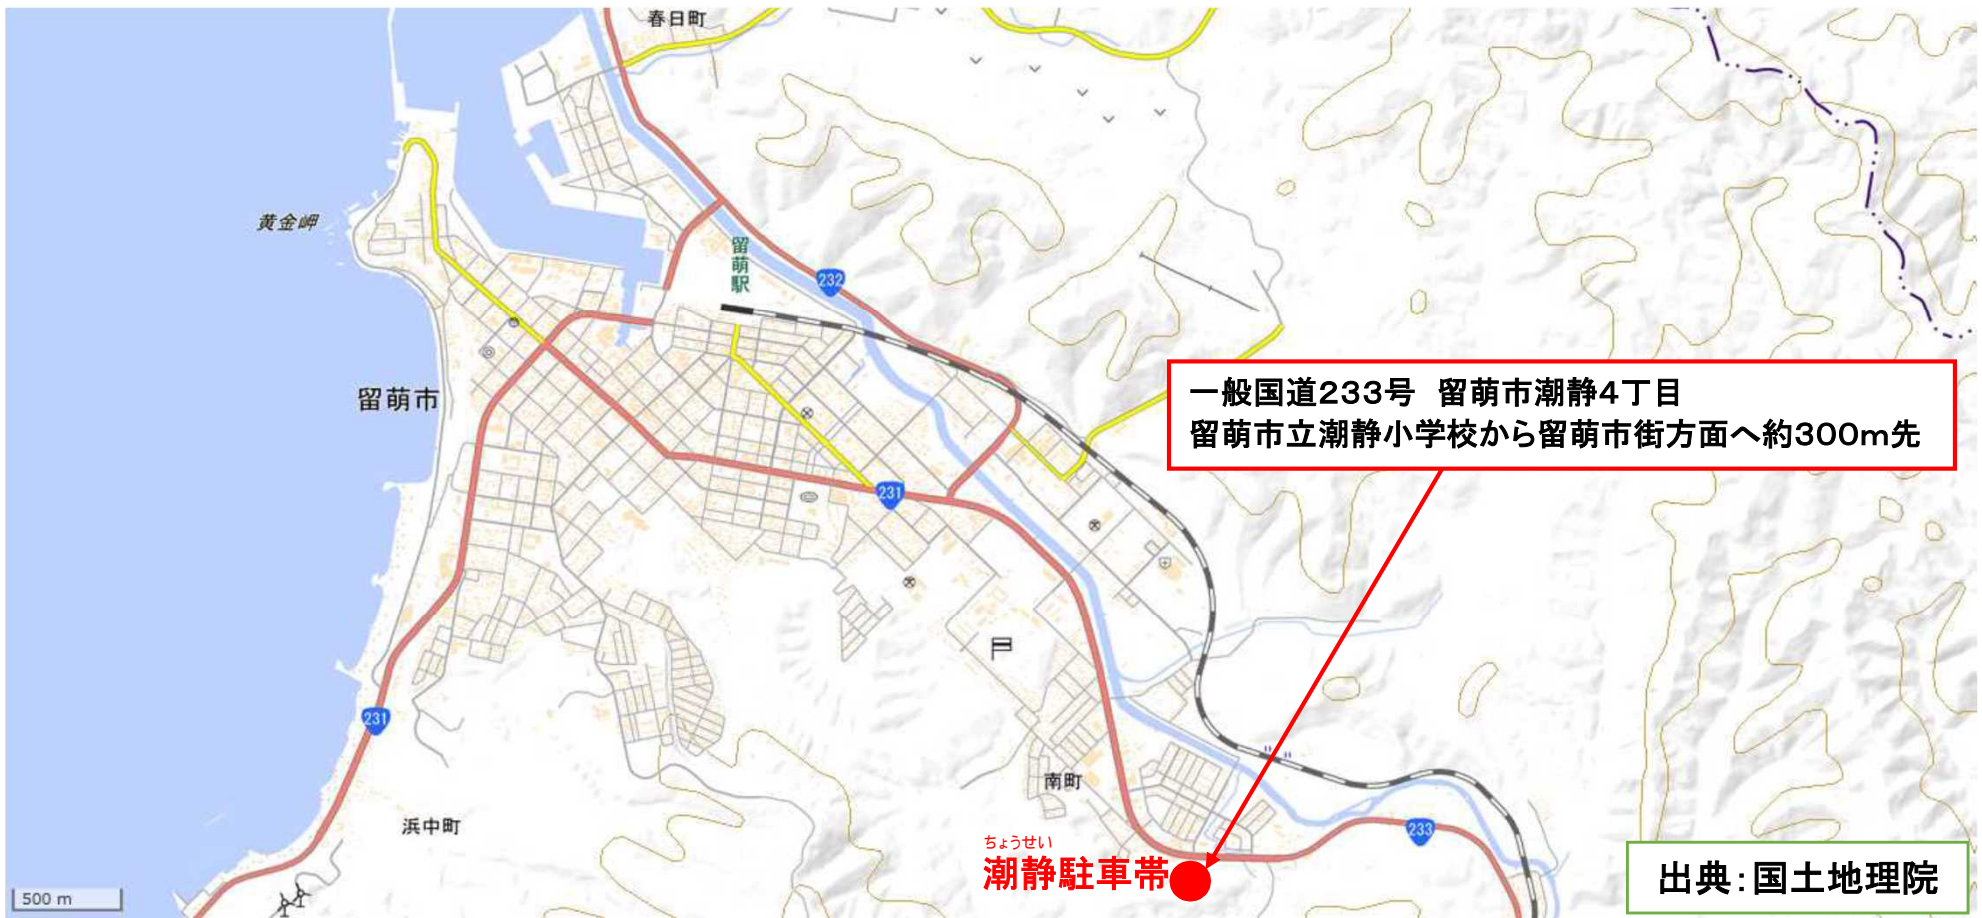 春日町
黄金岬
留萌駅
232
留萌市
一般国道233号　留萌市潮静4丁目
留萌市立潮静小学校から留萌市街方面へ約300m先
231
231
南町
浜中町
233
ちょうせい
潮静駐車帯
出典：国土地理院
500 m